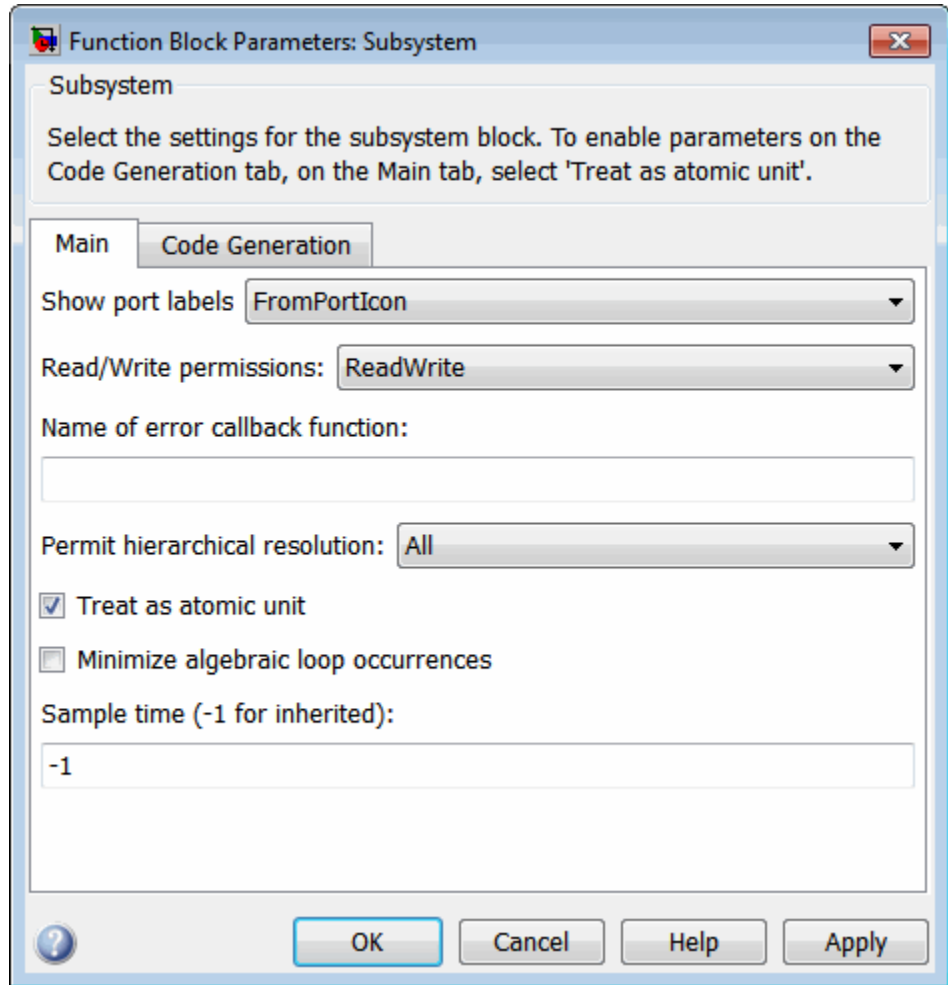 Function Block Parameters: Subsystem
Subsystem
Select the settings for the subsystem block. To enable parameters on the
Code Generation tab, on the Main tab, select 'Treat as atomic unit'.
Main Code Generation
Show port labels FromPortIcon
Read/Write permissions: ReadWrite
Name of error callback function:
Permit hierarchical resolution: All
Treat as atomic unit
Minimize algebraic loop occurrences
Sample time (-1 for inherited):
-1
? OK Cancel Help Apply